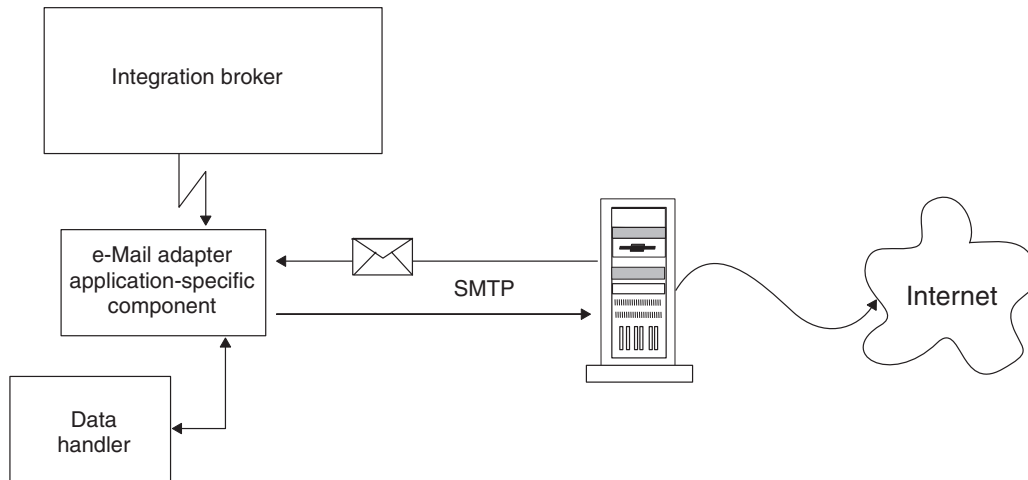 Integration broker
e-Mail adapter
application-specific
component
SMTP
Internet
Data
handler